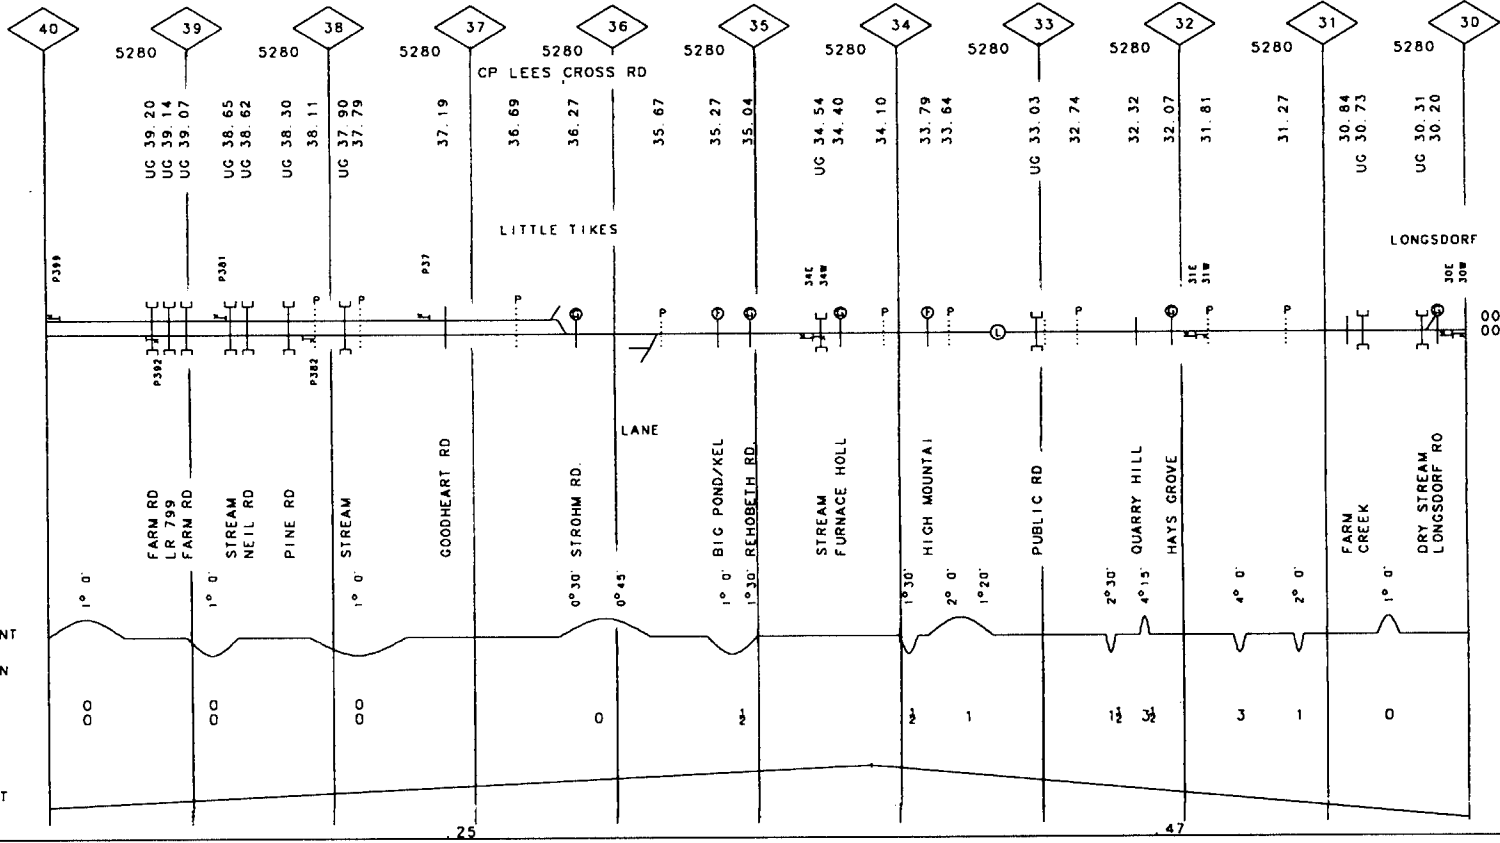 40 39 38 37 36 35 34 33 32 31 30
5280 5280 5280 5280 5280 5280 5280 5280 5280 5280
CP LEES CROSS RD
UG 39.20
UG 39.14
UG 39.07
UG 38.65
UG 38.62
UG 38.30
38.11
UG 37.90
37.79
37.19
36.69
36.27
35.67
35.27
35.04
UG 34.54
34.40
34.10
33.79
33.64
UG 33.03
32.74
32.32
32.07
31.81
31.27
30.84
UG 30.73
UG 30.31
30.20
LITTLE TIKES
LONGSDORF
P399
P381
P37
34E
34W
31E
31W
30E
30W
P P P P P P P P
P G P G G P P L G G
00
00
P392
P382
LANE
FARM RD
LR 799
FARM RD
STREAM
NEIL RD
PINE RD
STREAM
GOODHEART RD
STROHM RD.
BIG POND/KEL
REHOBETH RD.
STREAM
FURNACE HOLL
HIGH MOUNTAI
PUBLIC RD
QUARRY HILL
HAYS GROVE
FARM
CREEK
DRY STREAM
LONGSDORF RO
1° 0'
1° 0'
1° 0'
0°30'
0°45'
1° 0'
1°30'
1°30'
2° 0'
1°20'
2°30'
4°15'
4° 0'
2° 0'
1° 0'
NT
N
0 0 0 0 ½ ½ 1 1½ 3½ 3 1 0
0 0 0
T
.25 .47